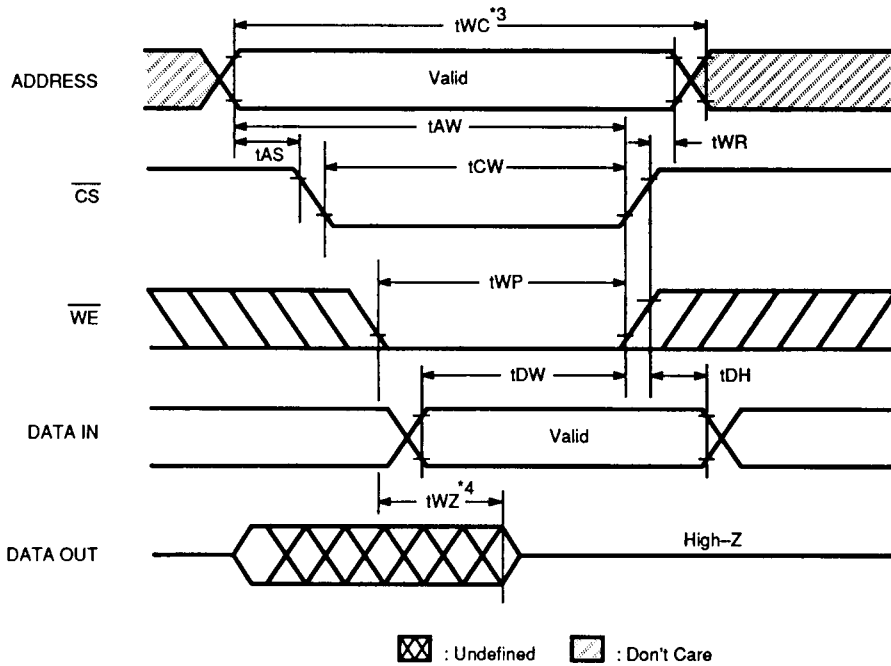 tWC*3
ADDRESS
Valid
tAW
tAS
tWR
tCW
CS
tWP
WE
tDW
tDH
DATA IN
Valid
tWZ*4
DATA OUT
High–Z
: Undefined : Don't Care